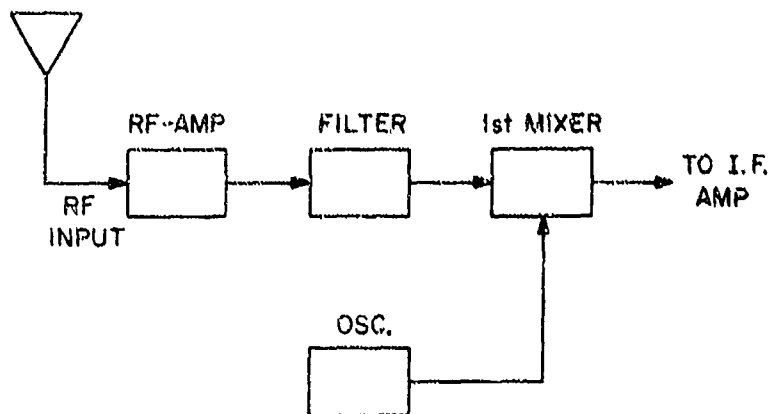 RF-AMP
FILTER
1st MIXER
TO I.F.
AMP
RF
INPUT
OSC.